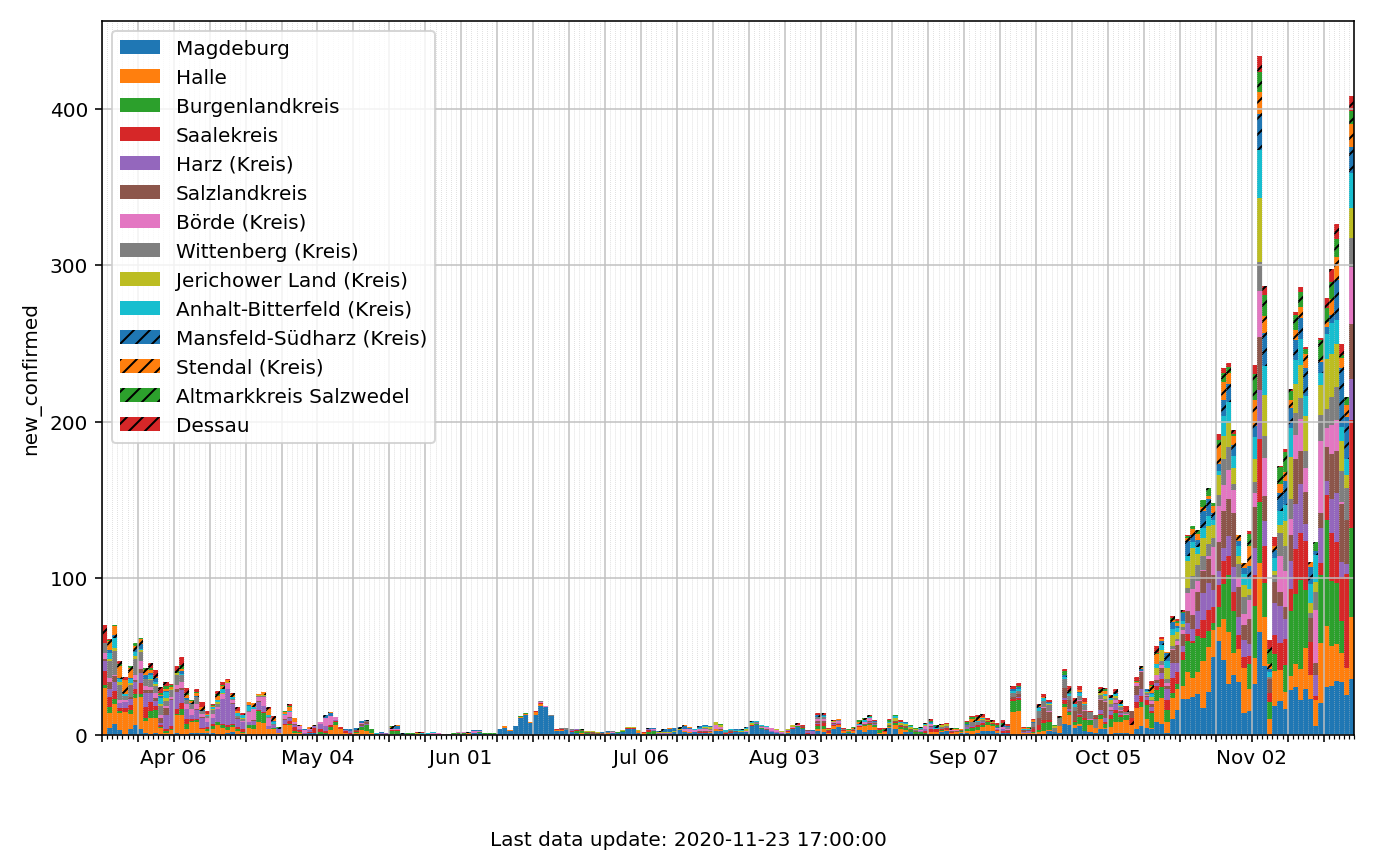 Magdeburg
Halle
Burgenlandkreis
Saalekreis
Harz (Kreis)
Salzlandkreis
Börde (Kreis)
Wittenberg (Kreis)
Jerichower Land (Kreis)
Anhalt-Bitterfeld (Kreis)
Mansfeld-Südharz (Kreis)
Stendal (Kreis)
Altmarkkreis Salzwedel
Dessau
new_confirmed
400
300
200
100
0
Apr 06 May 04 Jun 01 Jul 06 Aug 03 Sep 07 Oct 05 Nov 02
Last data update: 2020-11-23 17:00:00